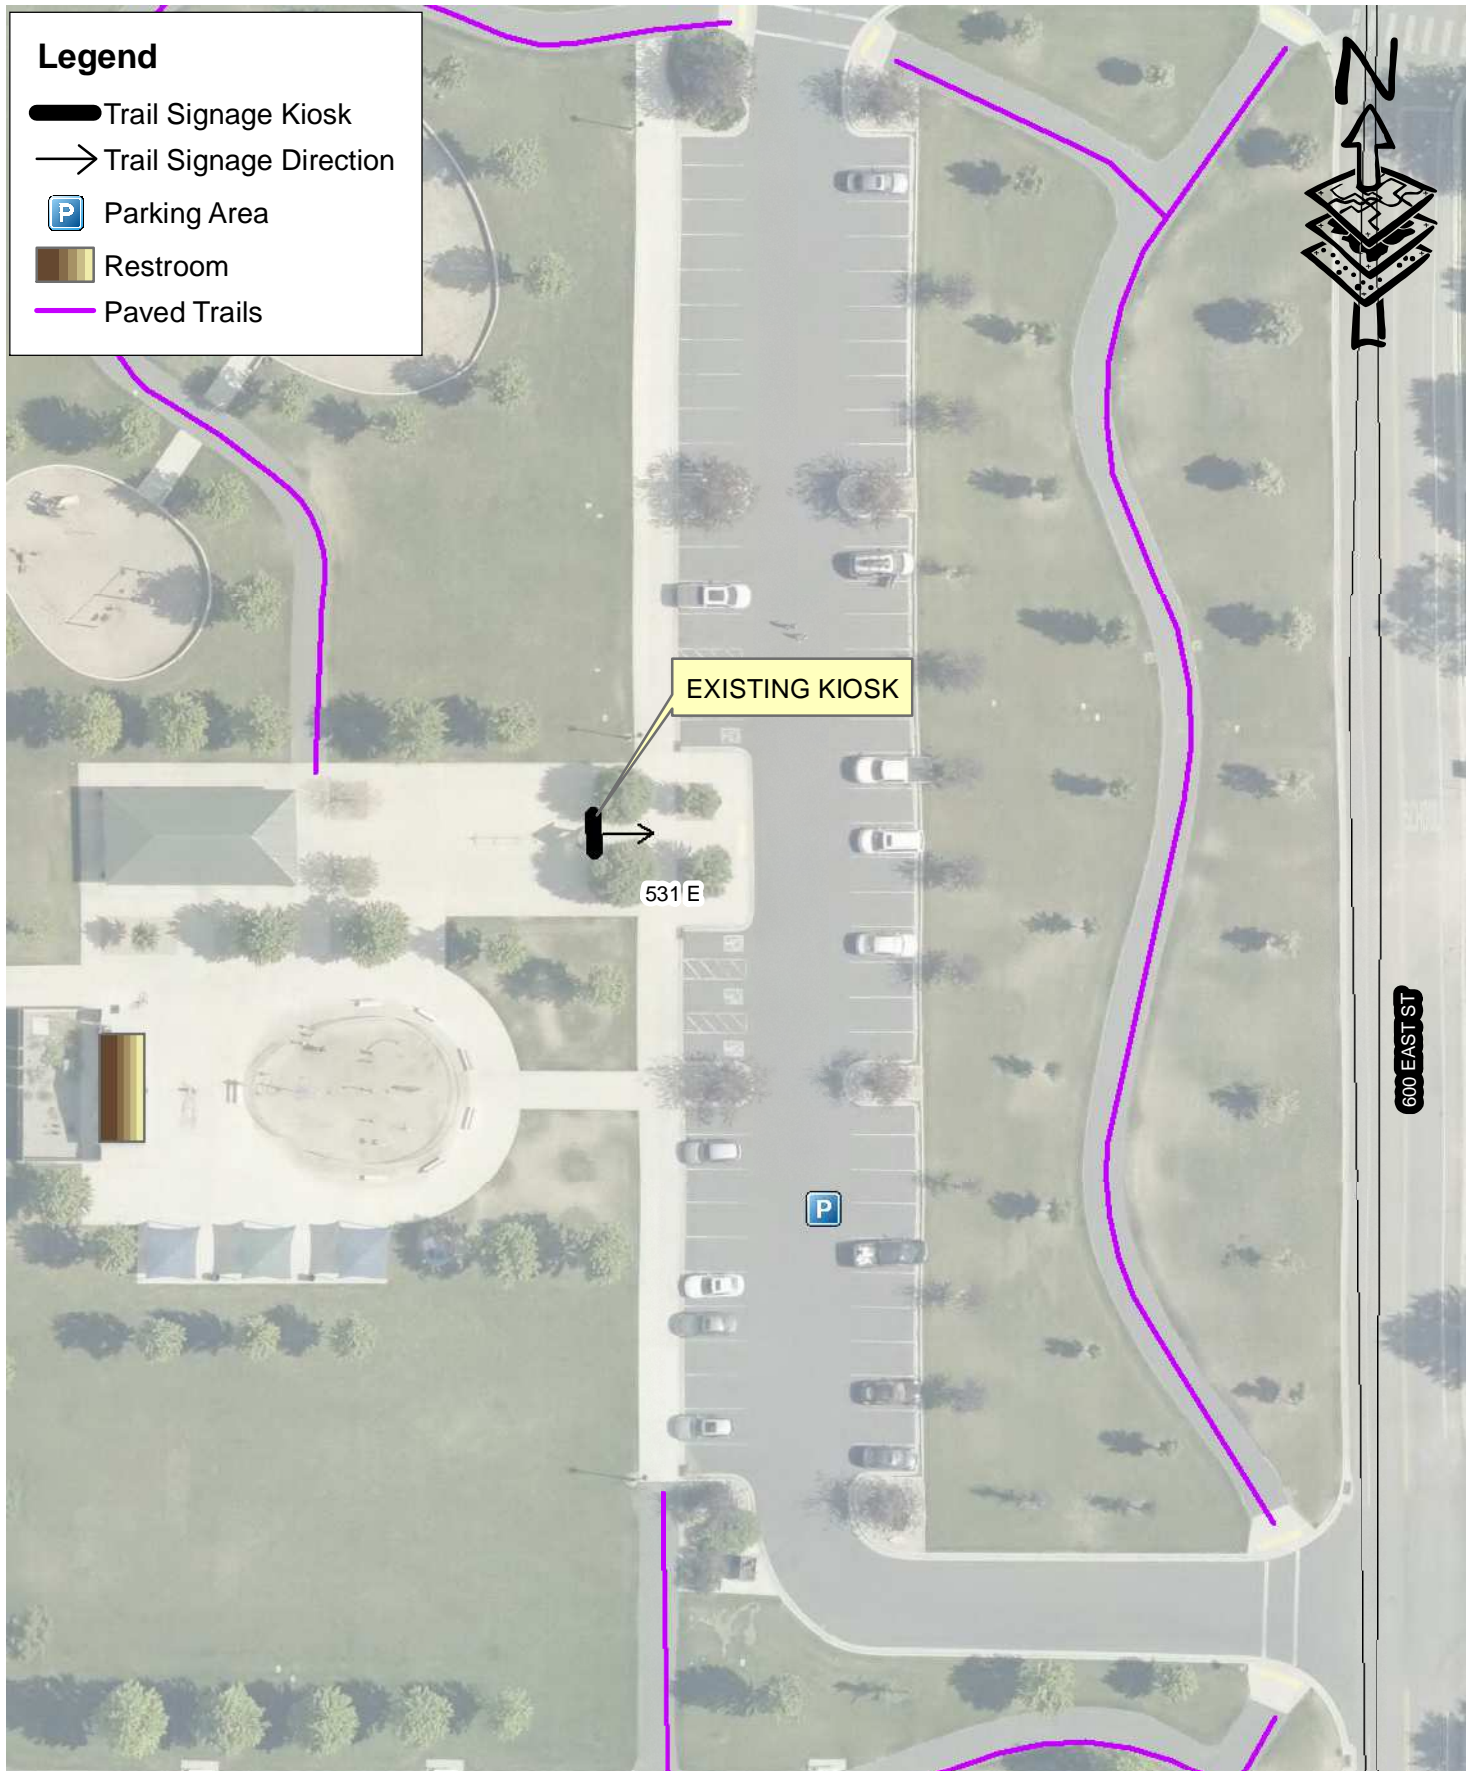 Legend
Trail Signage Kiosk
Trail Signage Direction
P Parking Area
Restroom
Paved Trails
N
EXISTING KIOSK
531 E
600 EAST ST
P